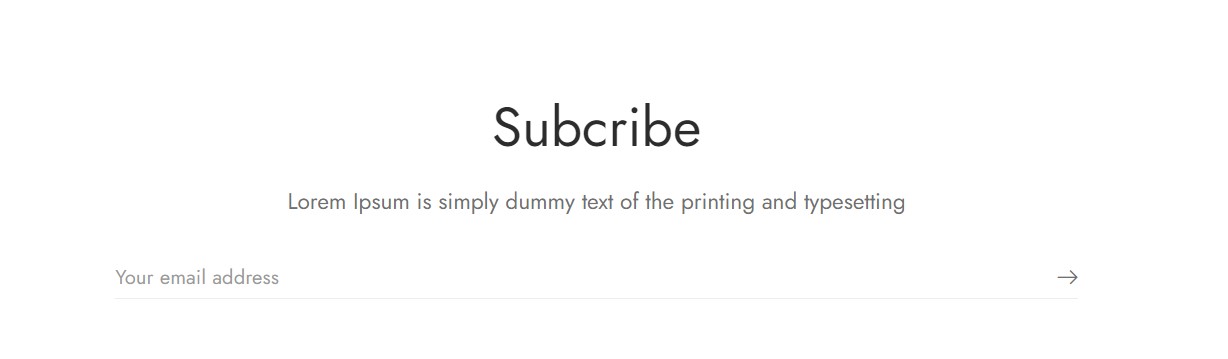 Subcribe
Lorem Ipsum is simply dummy text of the printing and typesetting
Your email address